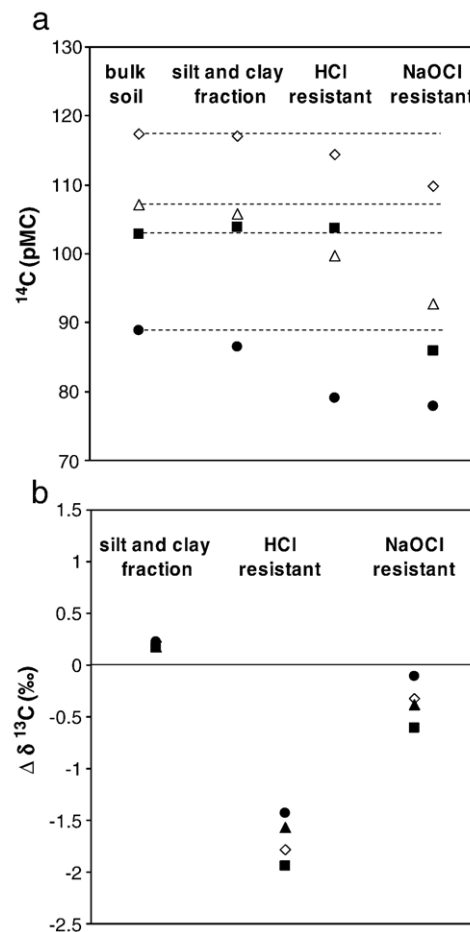 a
130
120
110
100
90
80
70
¹⁴C (pMC)
bulk soil
silt and clay fraction
HCl resistant
NaOCl resistant
b
1.5
1
0.5
0
-0.5
-1
-1.5
-2
-2.5
Δ δ ¹³C (‰)
silt and clay fraction
HCl resistant
NaOCl resistant